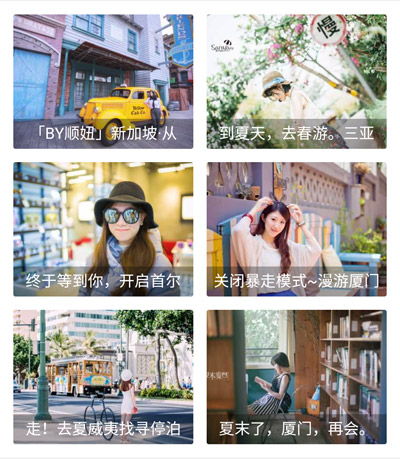 「BY顺妞」新加坡·从
慢
到夏天，去春游。三亚
终于等到你，开启首尔
关闭暴走模式~漫游厦门
走！去夏威夷找寻停泊
夏末了，厦门，再会。